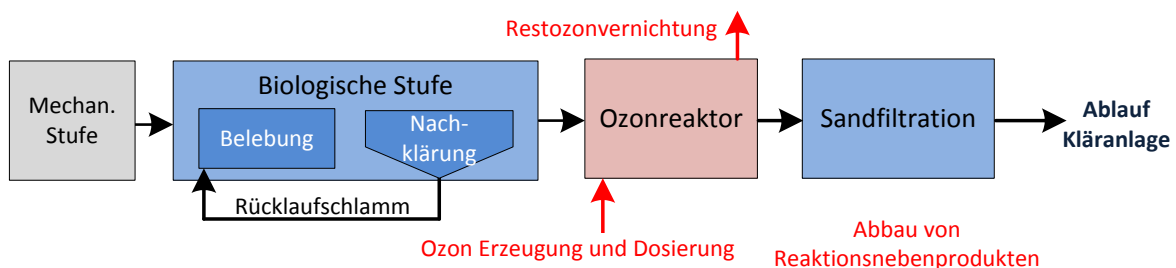 Restozonvernichtung
Mechan.
Stufe
Biologische Stufe
Belebung
Nach-
klärung
Rücklaufschlamm
Ozonreaktor
Ozon Erzeugung und Dosierung
Sandfiltration
Abbau von
Reaktionsnebenprodukten
Ablauf
Kläranlage